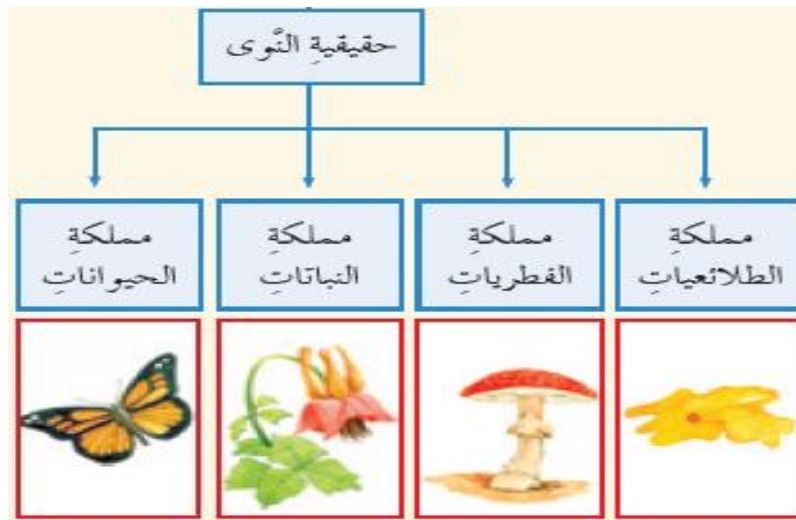 حقيقيةِ النَّوى
مملكةِ
الطلائعياتِ
مملكةِ
الفطرياتِ
مملكةِ
النباتاتِ
مملكةِ
الحيواناتِ